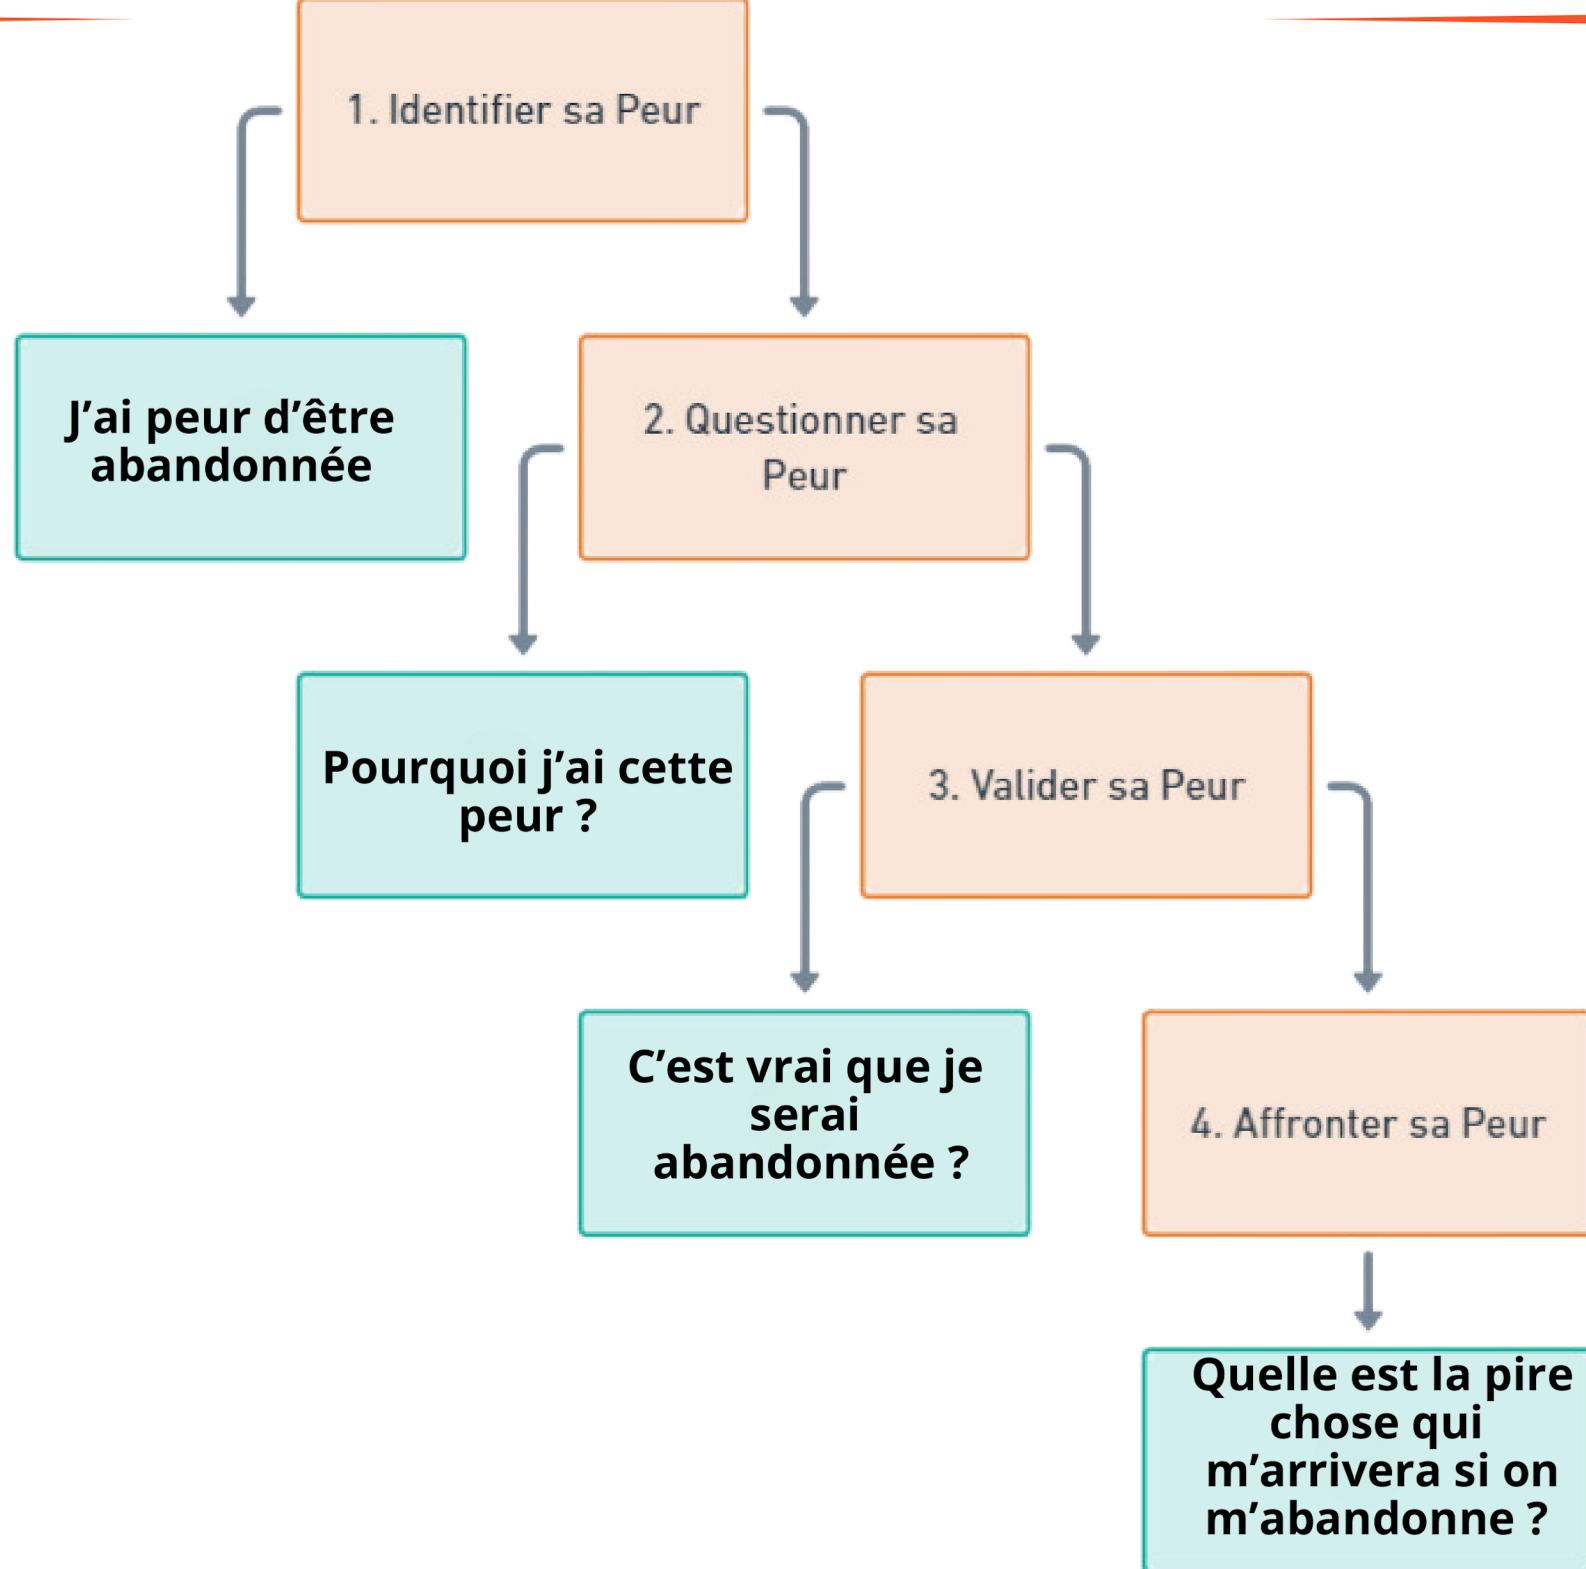 1. Identifier sa Peur
J’ai peur d’être
abandonnée
2. Questionner sa
Peur
Pourquoi j’ai cette
peur ?
3. Valider sa Peur
C’est vrai que je
serai
abandonnée ?
4. Affronter sa Peur
Quelle est la pire
chose qui
m’arrivera si on
m’abandonne ?